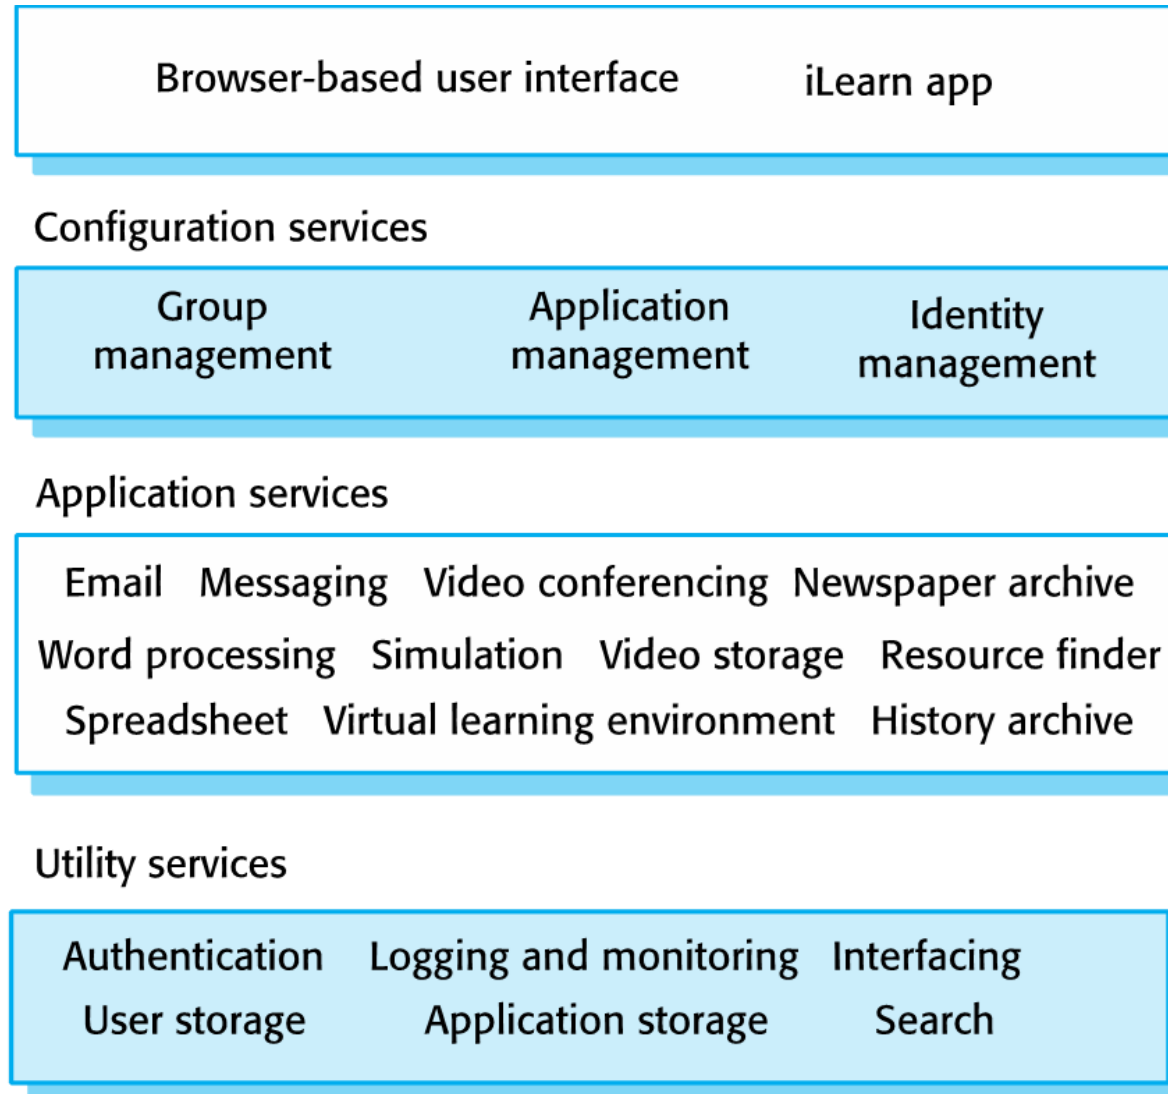 Browser-based user interface iLearn app
Configuration services
Group management
Application management
Identity management
Application services
Email Messaging Video conferencing Newspaper archive
Word processing Simulation Video storage Resource finder
Spreadsheet Virtual learning environment History archive
Utility services
Authentication Logging and monitoring Interfacing
User storage Application storage Search